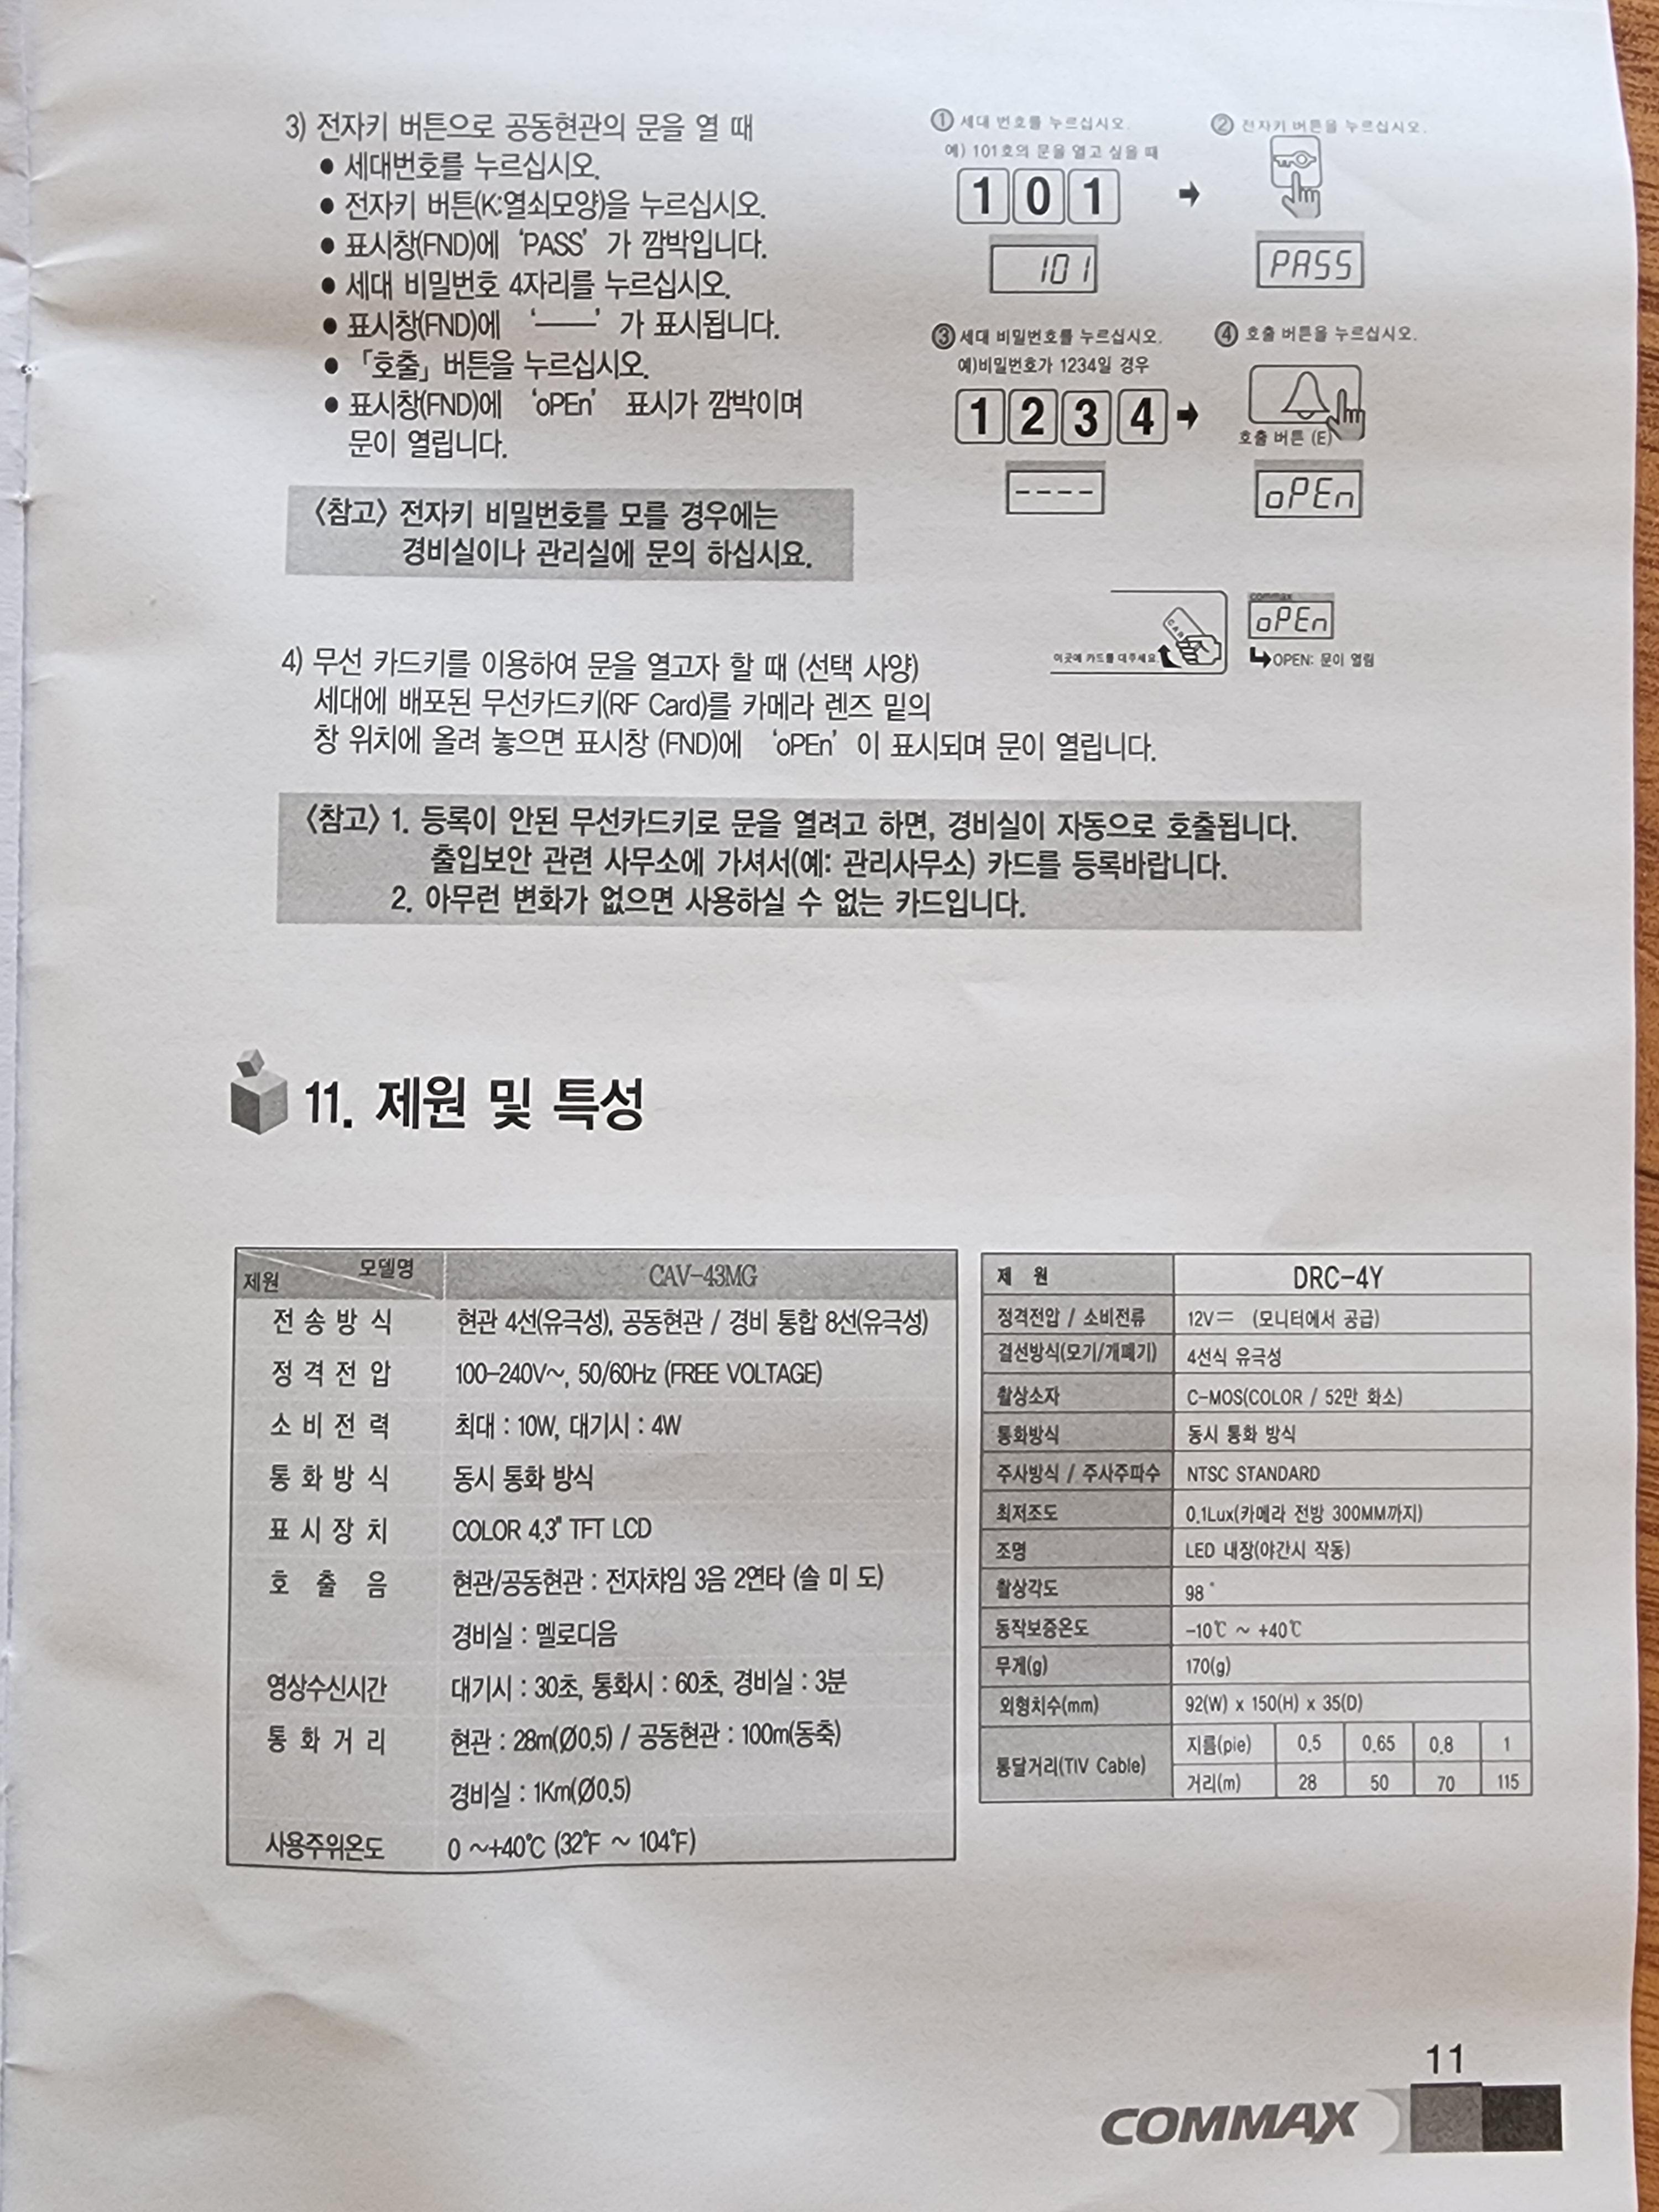 3) 전자키 버튼으로 공동현관의 문을 열 때
● 세대번호를 누르십시오.
● 전자키 버튼(K:열쇠모양)을 누르십시오.
● 표시창(FND)에 ‘PASS’ 가 깜박입니다.
● 세대 비밀번호 4자리를 누르십시오.
● 표시창(FND)에 ‘――’ 가 표시됩니다.
● 「호출」 버튼을 누르십시오.
● 표시창(FND)에 ‘oPEn’ 표시가 깜박이며
문이 열립니다.
① 세대 번호를 누르십시오.
예) 101호의 문을 열고 싶을 때
1 0 1
101
② 전자키 버튼을 누르십시오.
PASS
③ 세대 비밀번호를 누르십시오.
예)비밀번호가 1234일 경우
1 2 3 4
----
④ 호출 버튼을 누르십시오.
호출 버튼 (E)
oPEn
〈참고〉 전자키 비밀번호를 모를 경우에는
경비실이나 관리실에 문의 하십시요.
CARD
이곳에 카드를 대주세요.
commax
oPEn
OPEN: 문이 열림
4) 무선 카드키를 이용하여 문을 열고자 할 때 (선택 사양)
세대에 배포된 무선카드키(RF Card)를 카메라 렌즈 밑의
창 위치에 올려 놓으면 표시창 (FND)에 ‘oPEn’ 이 표시되며 문이 열립니다.
〈참고〉 1. 등록이 안된 무선카드키로 문을 열려고 하면, 경비실이 자동으로 호출됩니다.
출입보안 관련 사무소에 가셔서(예: 관리사무소) 카드를 등록바랍니다.
2. 아무런 변화가 없으면 사용하실 수 없는 카드입니다.
11. 제원 및 특성
제원 모델명 CAV-43MG
전 송 방 식 현관 4선(유극성), 공동현관 / 경비 통합 8선(유극성)
정 격 전 압 100-240V~, 50/60Hz (FREE VOLTAGE)
소 비 전 력 최대 : 10W, 대기시 : 4W
통 화 방 식 동시 통화 방식
표 시 장 치 COLOR 4.3" TFT LCD
호 출 음 현관/공동현관 : 전자차임 3음 2연타 (솔 미 도)
경비실 : 멜로디음
영상수신시간 대기시 : 30초, 통화시 : 60초, 경비실 : 3분
통 화 거 리 현관 : 28m(Ø0.5) / 공동현관 : 100m(동축)
경비실 : 1Km(Ø0.5)
사용주위온도 0 ~+40℃ (32℉ ~ 104℉)
제 원 DRC-4Y
정격전압 / 소비전류 12V⎓ (모니터에서 공급)
결선방식(모기/개폐기) 4선식 유극성
촬상소자 C-MOS(COLOR / 52만 화소)
통화방식 동시 통화 방식
주사방식 / 주사주파수 NTSC STANDARD
최저조도 0.1Lux(카메라 전방 300MM까지)
조명 LED 내장(야간시 작동)
촬상각도 98˚
동작보증온도 -10℃ ~ +40℃
무게(g) 170(g)
외형치수(mm) 92(W) x 150(H) x 35(D)
통달거리(TIV Cable) 지름(pie) 0.5 0.65 0.8 1
거리(m) 28 50 70 115
11
COMMAX